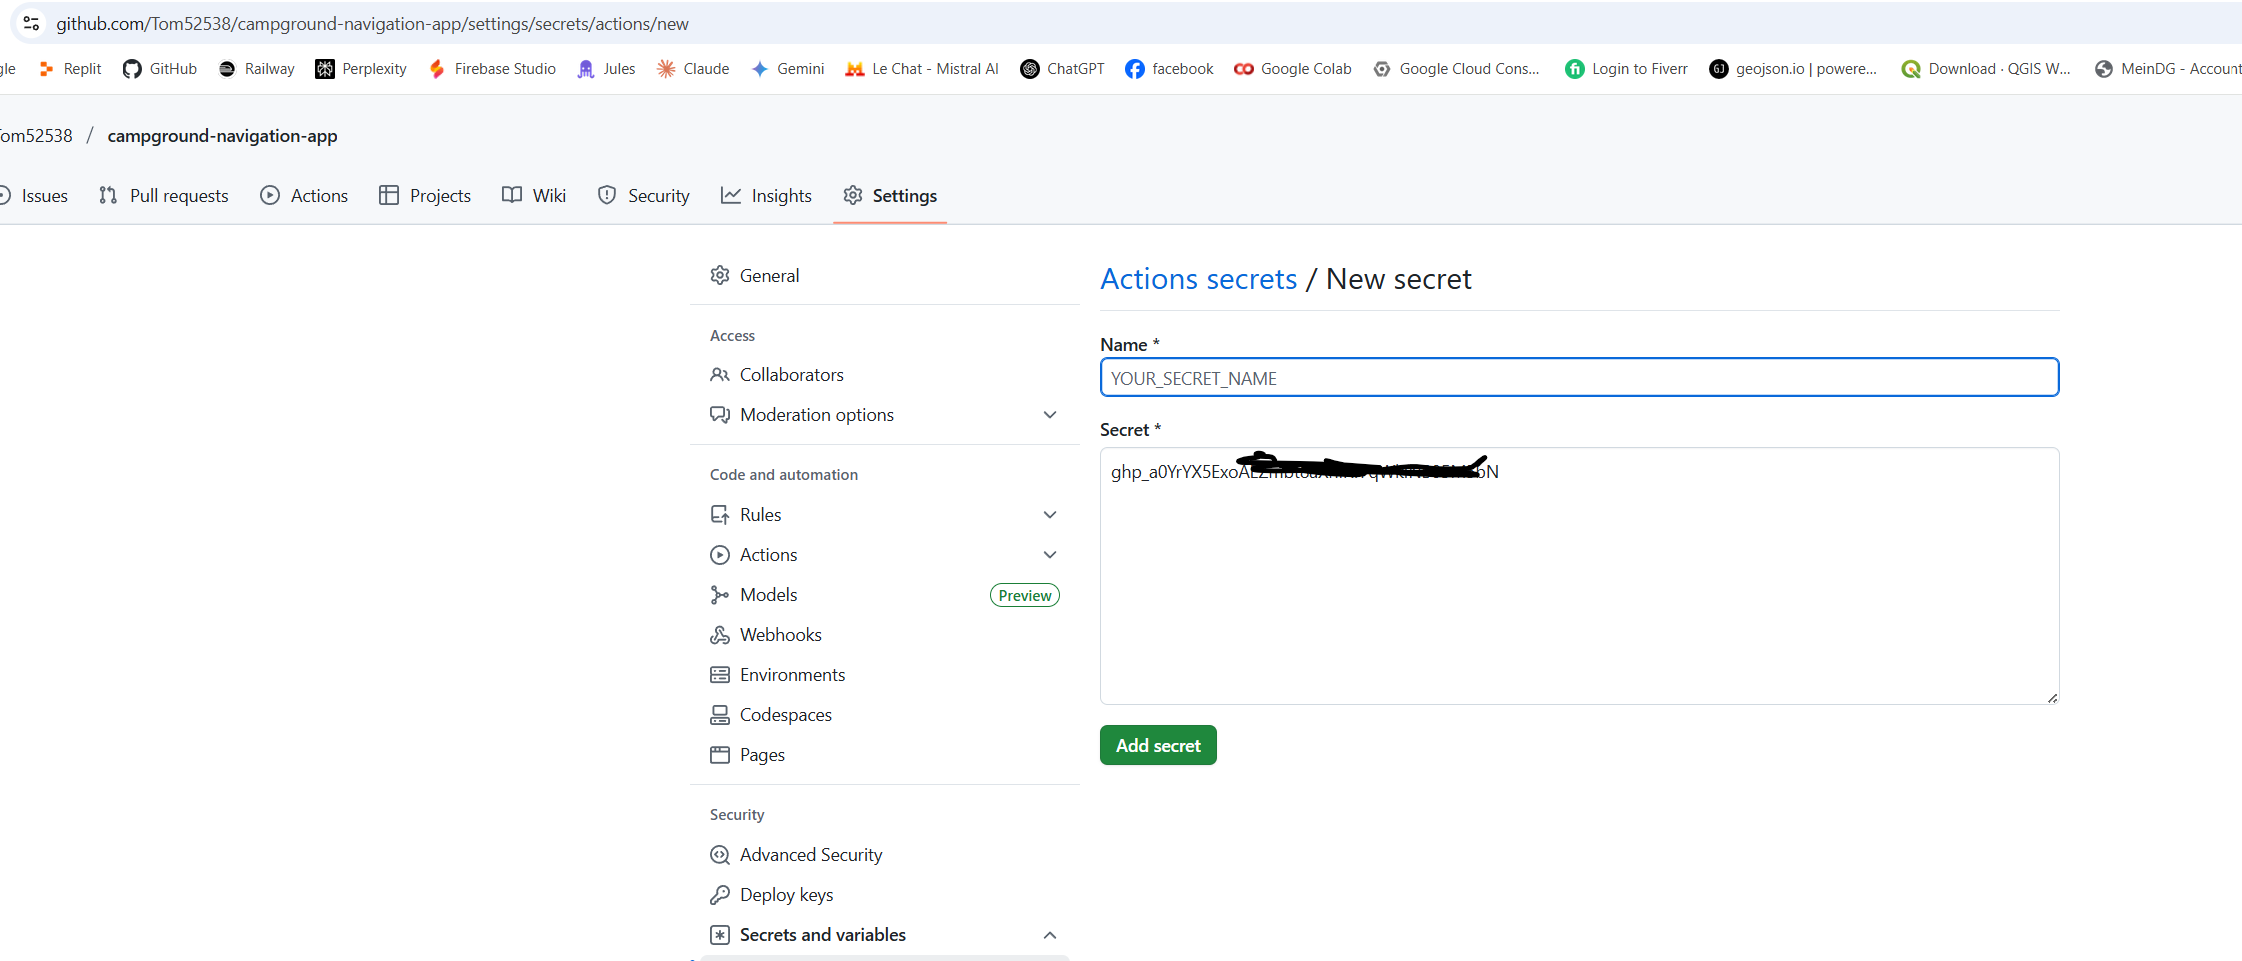 github.com/Tom52538/campground-navigation-app/settings/secrets/actions/new
gle Replit GitHub Railway Perplexity Firebase Studio Jules Claude Gemini Le Chat - Mistral AI ChatGPT facebook Google Colab Google Cloud Cons... Login to Fiverr geojson.io | powere... Download · QGIS W... MeinDG - Account
Tom52538 / campground-navigation-app
Issues Pull requests Actions Projects Wiki Security Insights Settings
General
Access
Collaborators
Moderation options
Code and automation
Rules
Actions
Models Preview
Webhooks
Environments
Codespaces
Pages
Security
Advanced Security
Deploy keys
Secrets and variables
Actions secrets / New secret
Name *
YOUR_SECRET_NAME
Secret *
Add secret